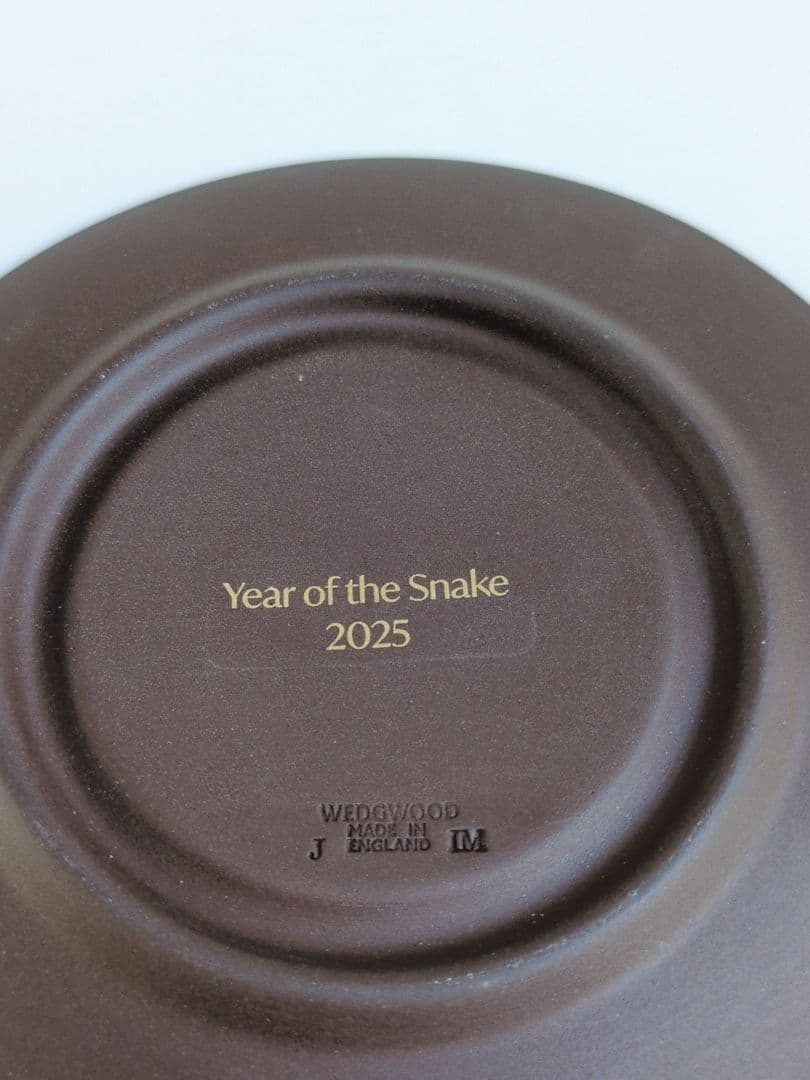 Year of the Snake
2025
WEDGWOOD
MADE IN
J ENGLAND IM